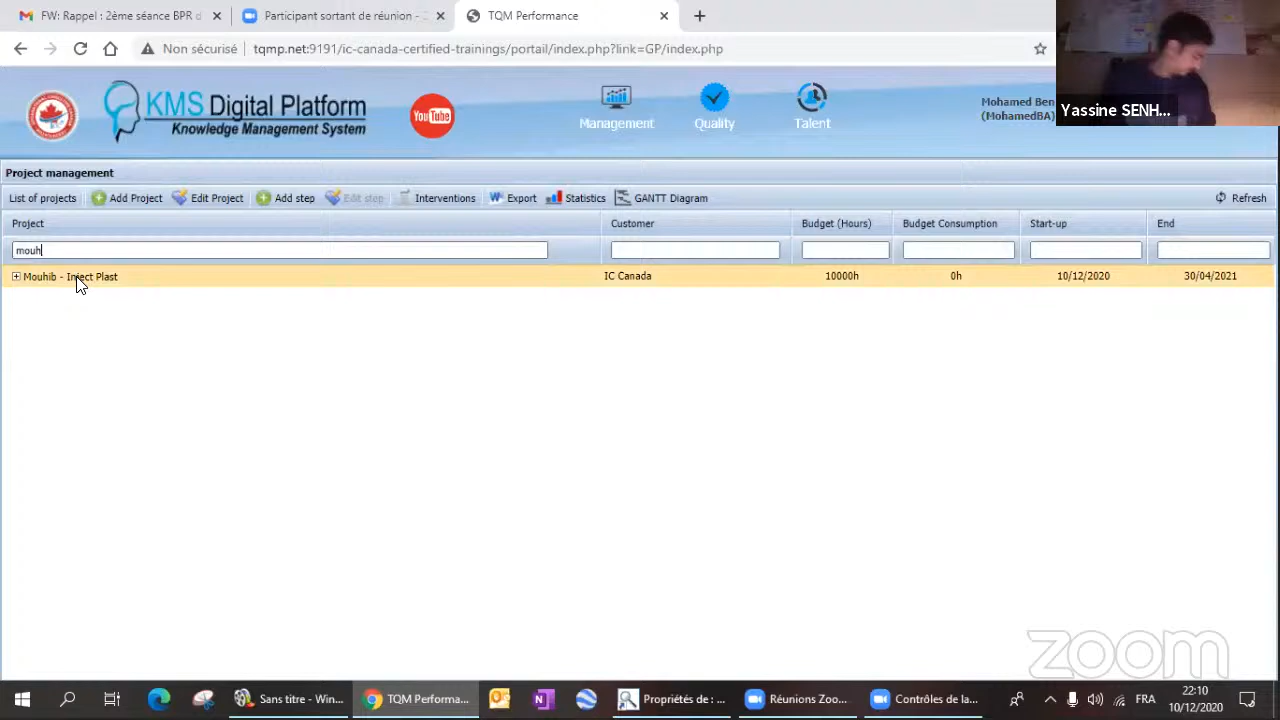 FW: Rappel : 2ème séance BPR d
Participant sortant de réunion - 2
TQM Performance
Non sécurisé
tqmp.net:9191/ic-canada-certified-trainings/portail/index.php?link=GP/index.php
KMS Digital Platform
Knowledge Management System
YouTube
Management
Quality
Talent
Mohamed Ben
(MohamedBA)
Yassine SENH...
Project management
List of projects
Add Project
Edit Project
Add step
Edit step
Interventions
Export
Statistics
GANTT Diagram
Refresh
Project
Customer
Budget (Hours)
Budget Consumption
Start-up
End
mouh
Mouhib - Inject Plast
IC Canada
10000h
0h
10/12/2020
30/04/2021
zoom
Sans titre - Win...
TQM Performa...
Propriétés de : ...
Réunions Zoo...
Contrôles de la...
FRA
22:10
10/12/2020